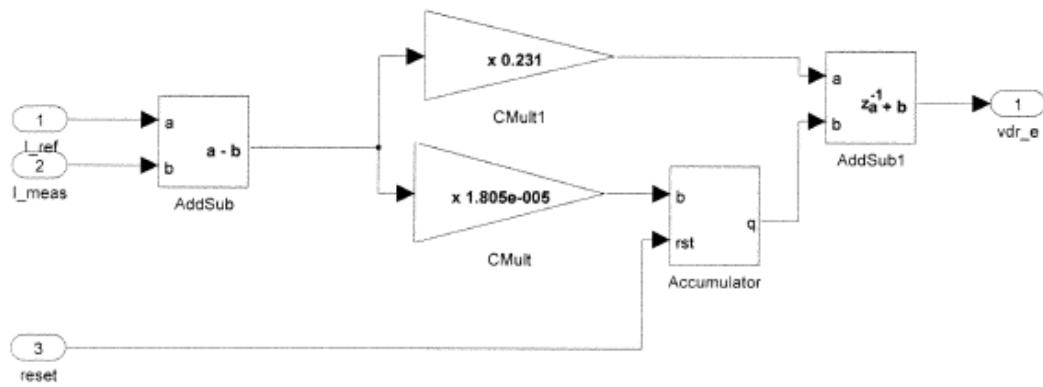 1
I_ref
2
I_meas
a
b
a - b
AddSub
x 0.231
CMult1
x 1.805e-005
CMult
b
rst
q
Accumulator
a
b
z-1
a + b
AddSub1
1
vdr_e
3
reset